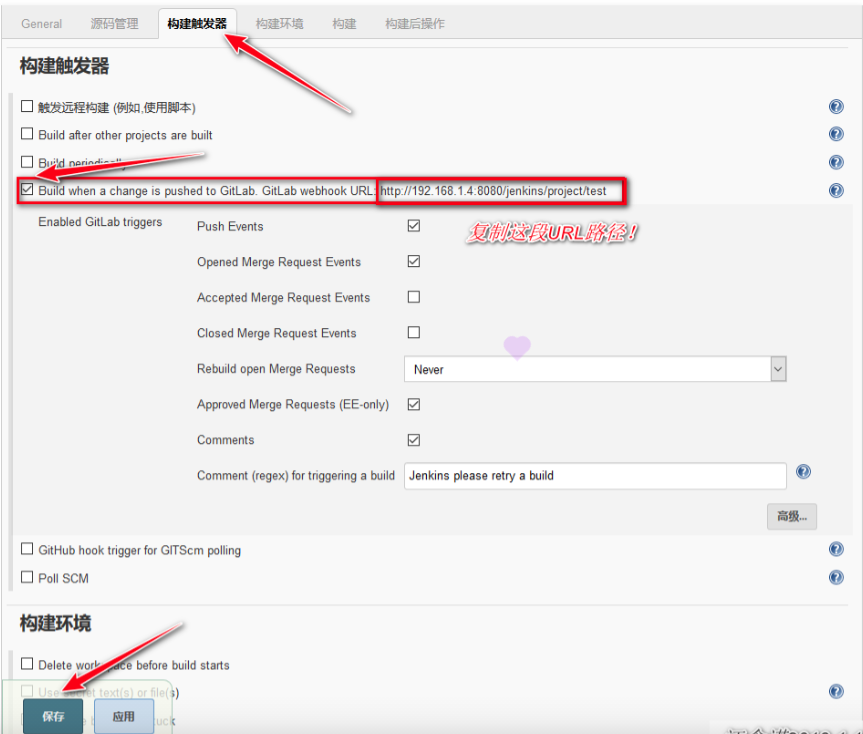 General 源码管理 构建触发器 构建环境 构建 构建后操作
构建触发器
触发远程构建 (例如,使用脚本)
Build after other projects are built
Build periodically
Build when a change is pushed to GitLab. GitLab webhook URL: http://192.168.1.4:8080/jenkins/project/test
Enabled GitLab triggers
Push Events
复制这段URL路径!
Opened Merge Request Events
Accepted Merge Request Events
Closed Merge Request Events
Rebuild open Merge Requests Never
Approved Merge Requests (EE-only)
Comments
Comment (regex) for triggering a build Jenkins please retry a build
高级...
GitHub hook trigger for GITScm polling
Poll SCM
构建环境
Delete workspace before build starts
Use secret text(s) or file(s)
保存 应用